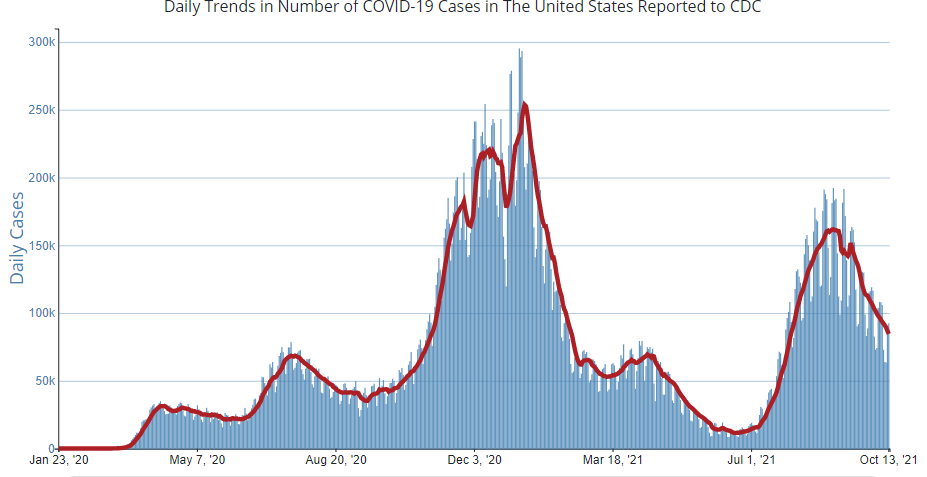 Daily Trends in Number of COVID-19 Cases in The United States Reported to CDC
Daily Cases
300k
250k
200k
150k
100k
50k
0
Jan 23, '20
May 7, '20
Aug 20, '20
Dec 3, '20
Mar 18, '21
Jul 1, '21
Oct 13, '21